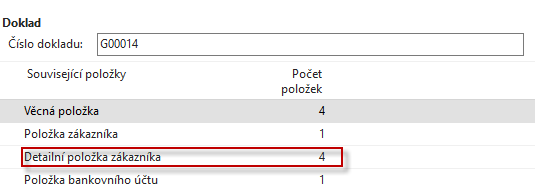 Doklad
Číslo dokladu: G00014
Související položky Počet položek
Věcná položka 4
Položka zákazníka 1
Detailní položka zákazníka 4
Položka bankovního účtu 1